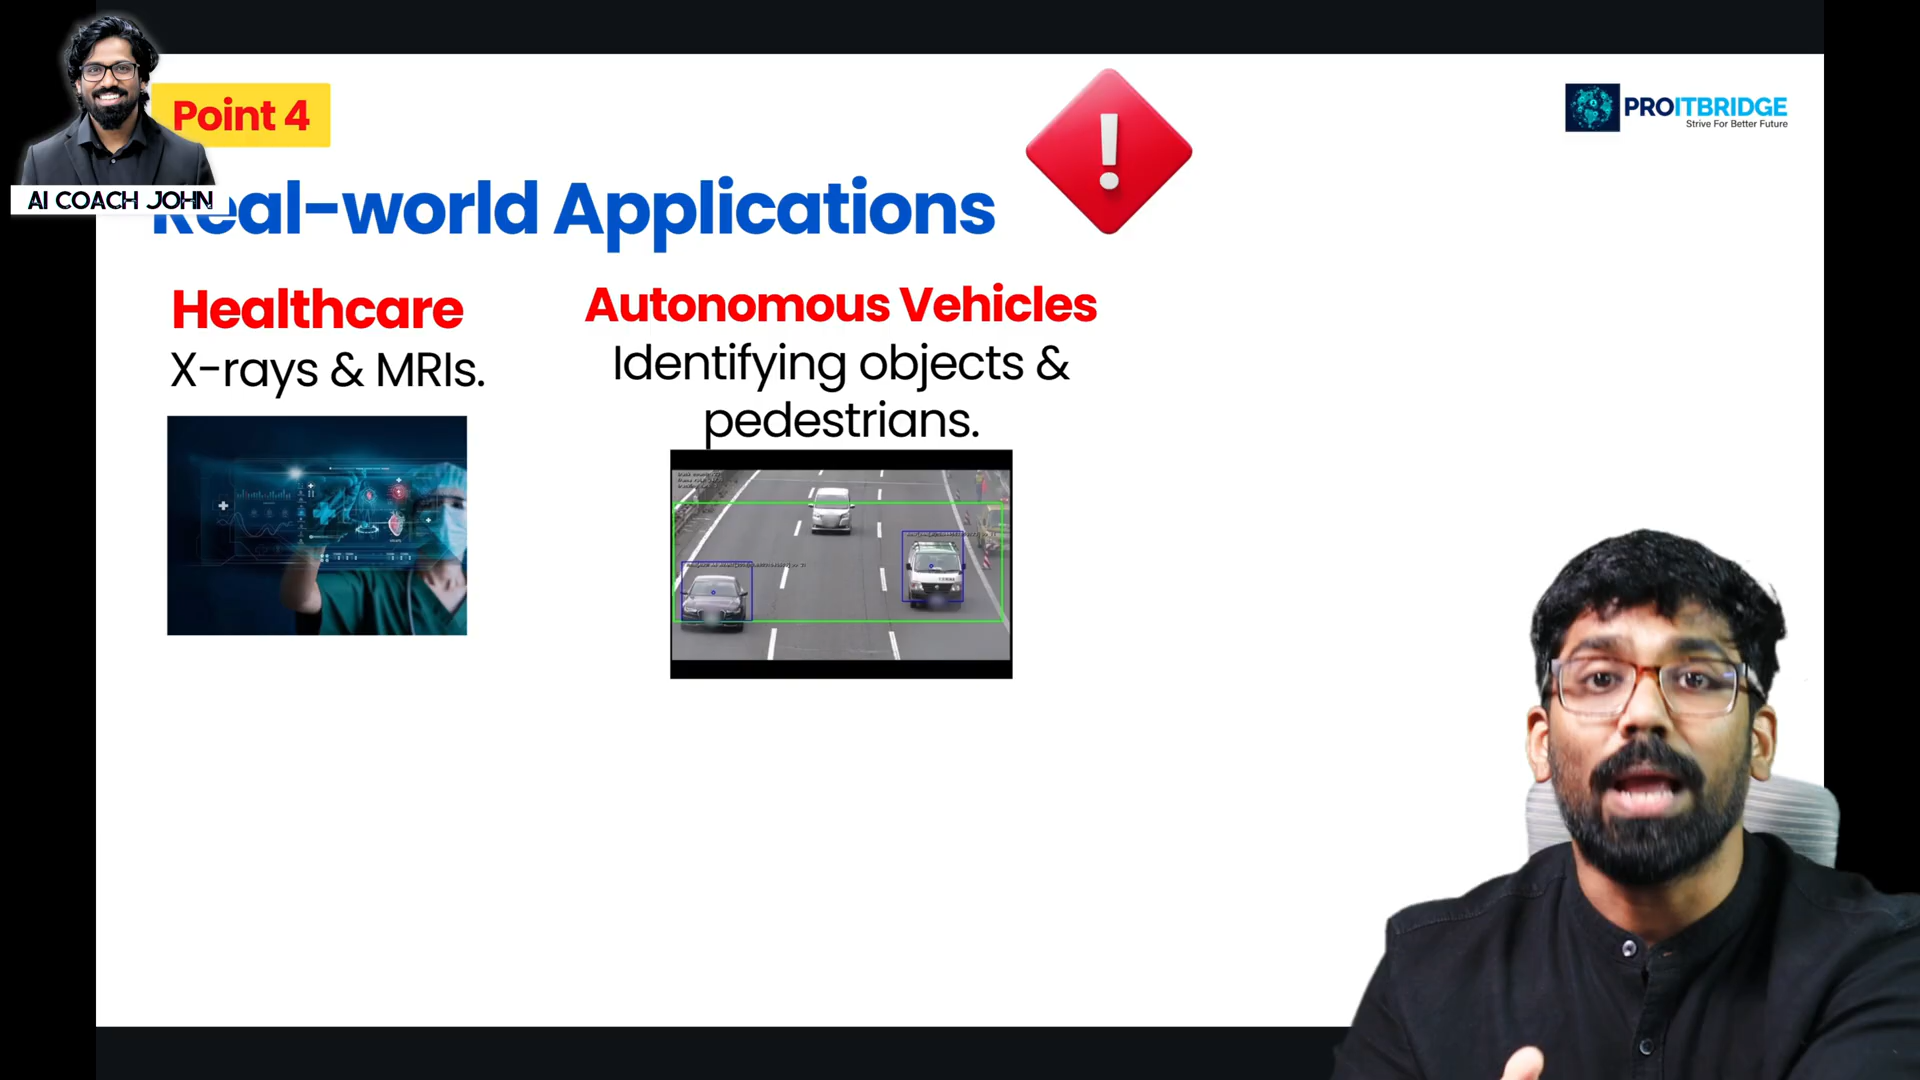 Point 4
AI COACH JOHN
Real-world Applications
PROITBRIDGE
Strive For Better Future
Healthcare
X-rays & MRIs.
Autonomous Vehicles
Identifying objects &
pedestrians.